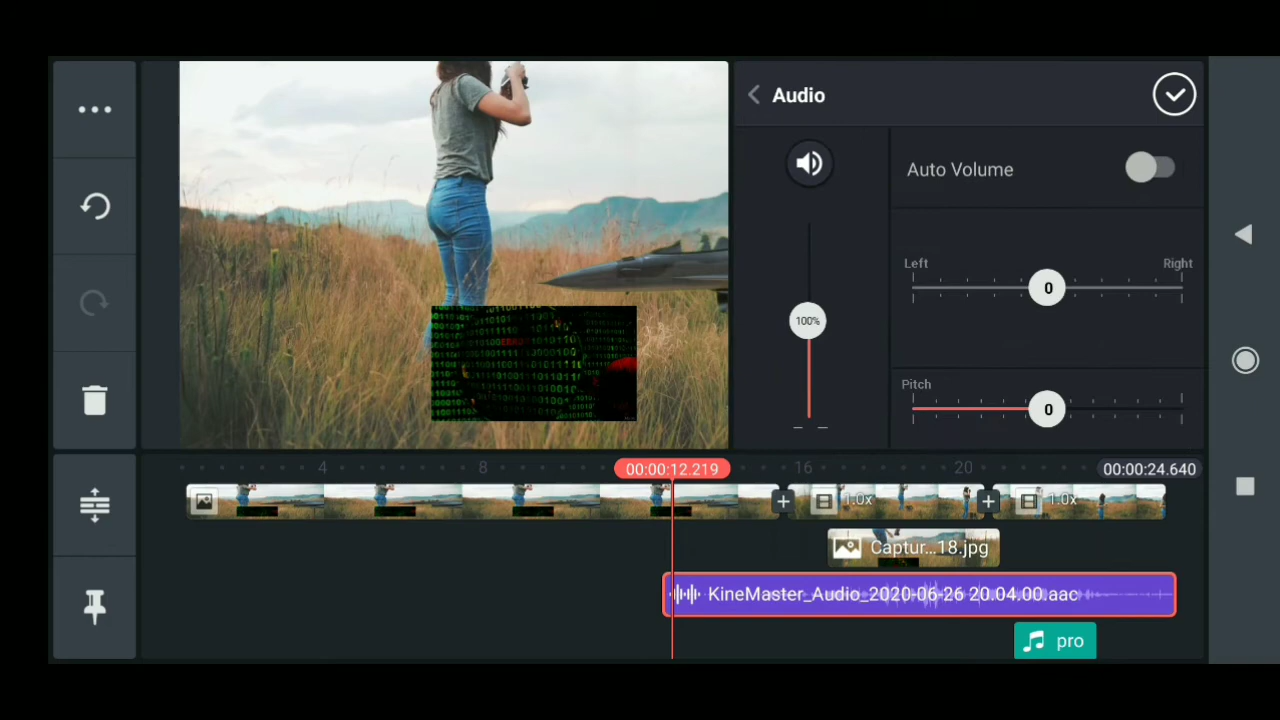 Audio
Auto Volume
Left
Right
0
100%
Pitch
0
4
8
00:00:12.219
16
20
00:00:24.640
1.0x
1.0x
Captur...18.jpg
KineMaster_Audio_2020-06-26 20.04.00.aac
pro